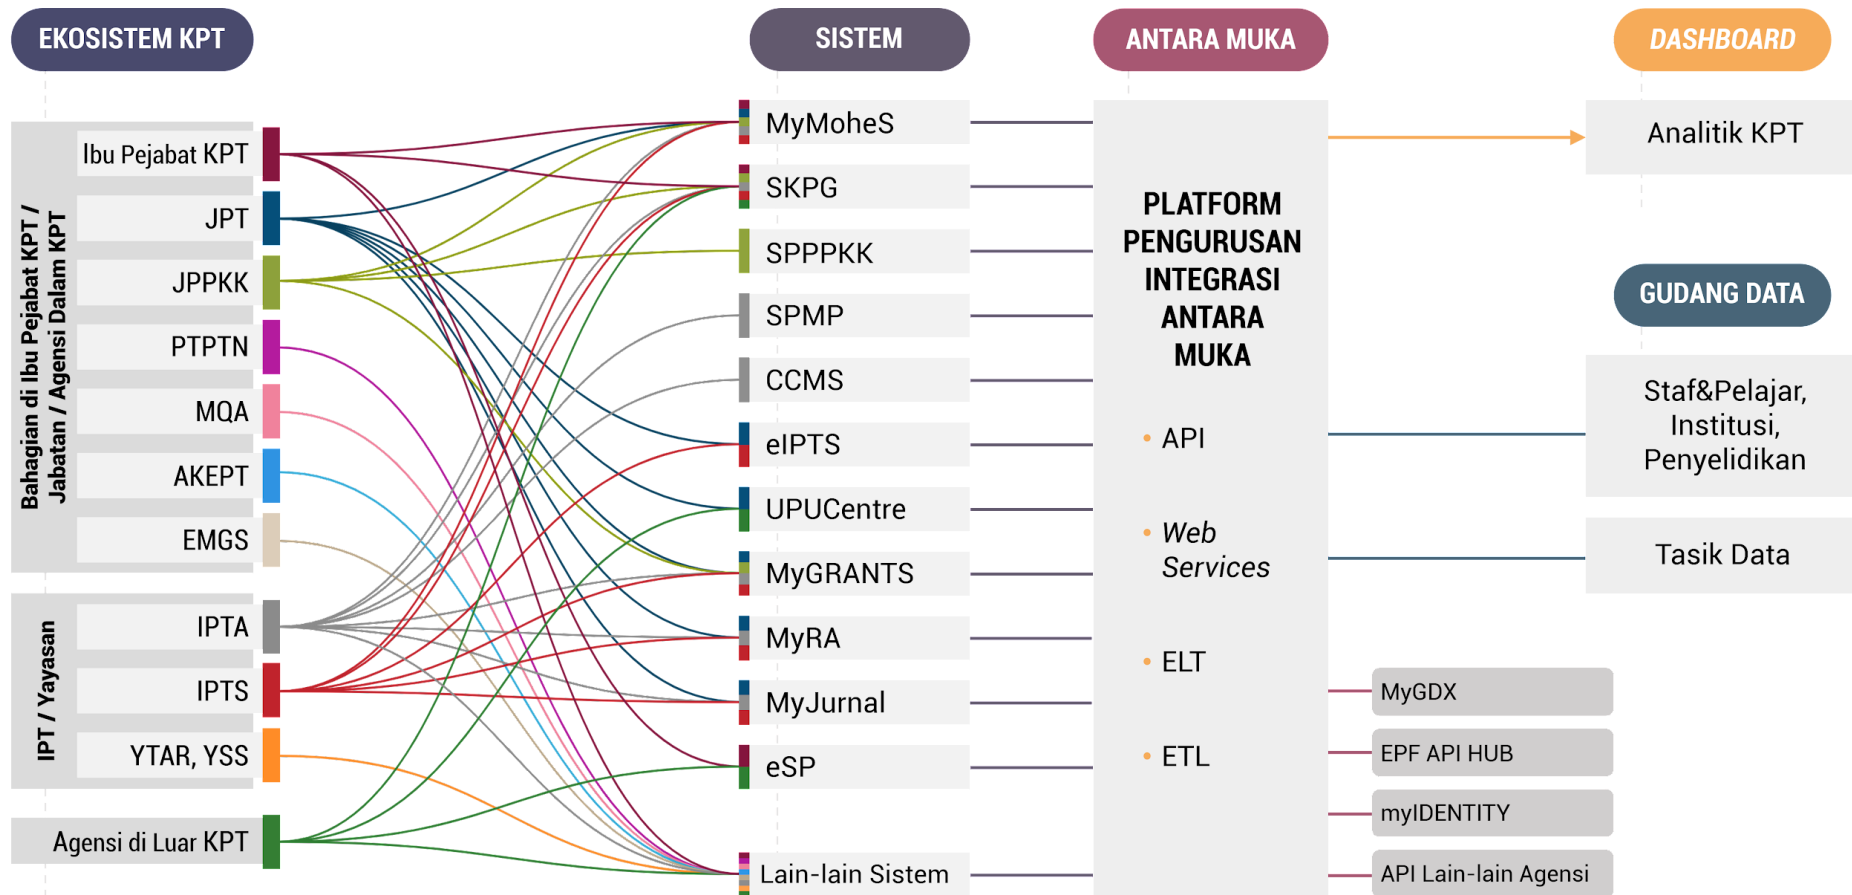 EKOSISTEM KPT
SISTEM
ANTARA MUKA
DASHBOARD
Bahagian di Ibu Pejabat KPT /
Jabatan / Agensi Dalam KPT
Ibu Pejabat KPT
JPT
JPPKK
PTPTN
MQA
AKEPT
EMGS
IPT / Yayasan
IPTA
IPTS
YTAR, YSS
Agensi di Luar KPT
MyMoheS
SKPG
SPPPKK
SPMP
CCMS
eIPTS
UPUCentre
MyGRANTS
MyRA
MyJurnal
eSP
Lain-lain Sistem
PLATFORM
PENGURUSAN
INTEGRASI
ANTARA
MUKA
• API
• Web
Services
• ELT
• ETL
Analitik KPT
GUDANG DATA
Staf&Pelajar,
Institusi,
Penyelidikan
Tasik Data
MyGDX
EPF API HUB
myIDENTITY
API Lain-lain Agensi